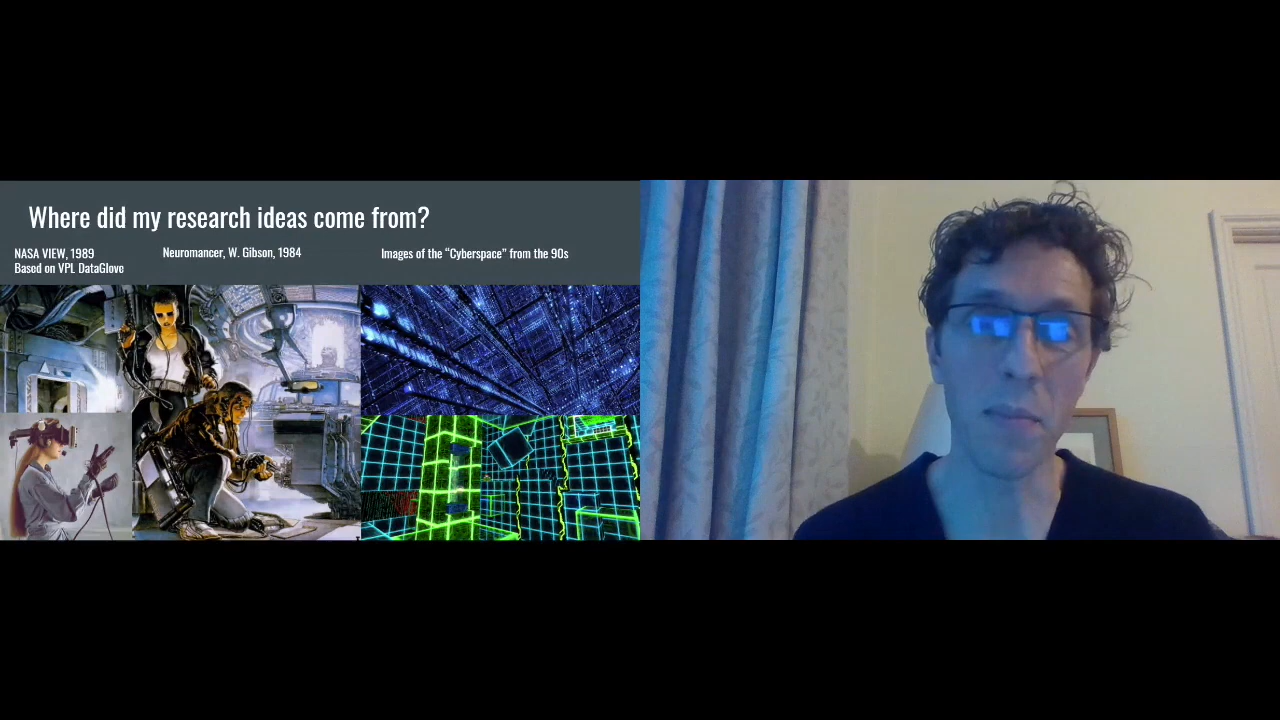 Where did my research ideas come from?
NASA VIEW, 1989
Based on VPL DataGlove
Neuromancer, W. Gibson, 1984
Images of the “Cyberspace” from the 90s